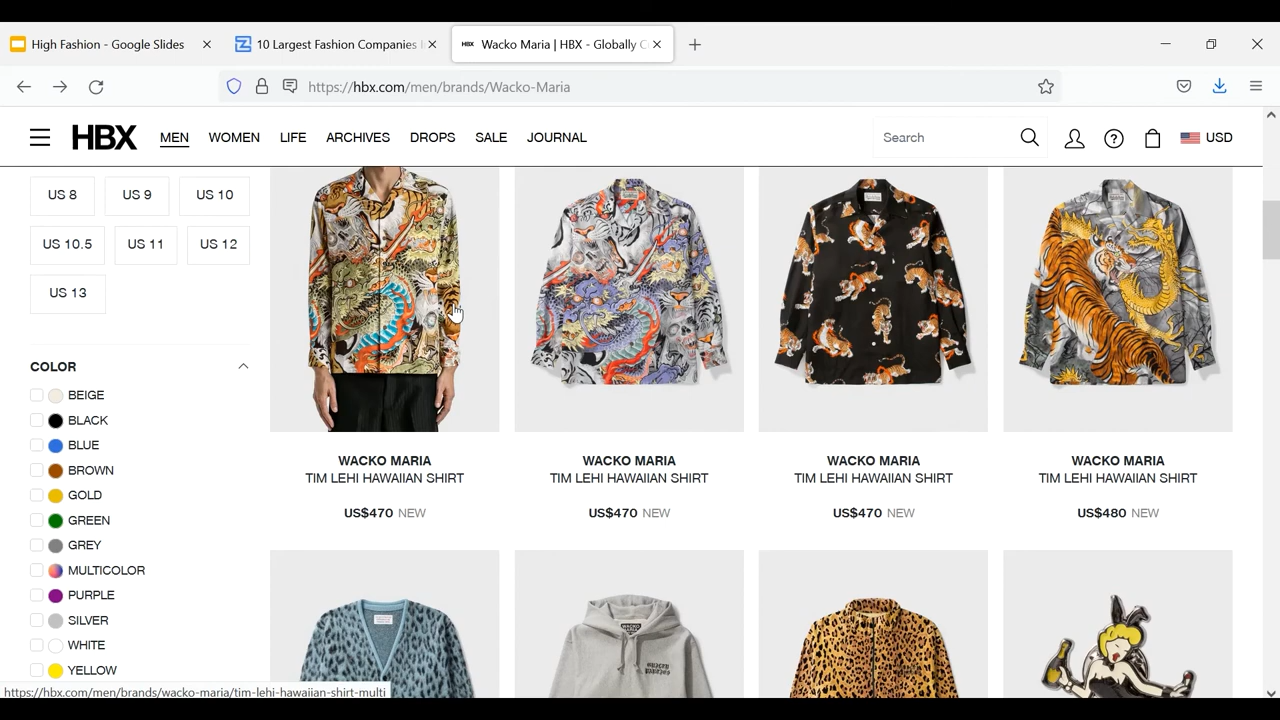 High Fashion - Google Slides
10 Largest Fashion Companies
HBX Wacko Maria | HBX - Globally C
https://hbx.com/men/brands/Wacko-Maria
HBX MEN WOMEN LIFE ARCHIVES DROPS SALE JOURNAL Search USD
US 8 US 9 US 10
US 10.5 US 11 US 12
US 13
COLOR
BEIGE
BLACK
BLUE
BROWN
GOLD
GREEN
GREY
MULTICOLOR
PURPLE
SILVER
WHITE
YELLOW
WACKO MARIA
TIM LEHI HAWAIIAN SHIRT
US$470 NEW
WACKO MARIA
TIM LEHI HAWAIIAN SHIRT
US$470 NEW
WACKO MARIA
TIM LEHI HAWAIIAN SHIRT
US$470 NEW
WACKO MARIA
TIM LEHI HAWAIIAN SHIRT
US$480 NEW
https://hbx.com/men/brands/wacko-maria/tim-lehi-hawaiian-shirt-multi